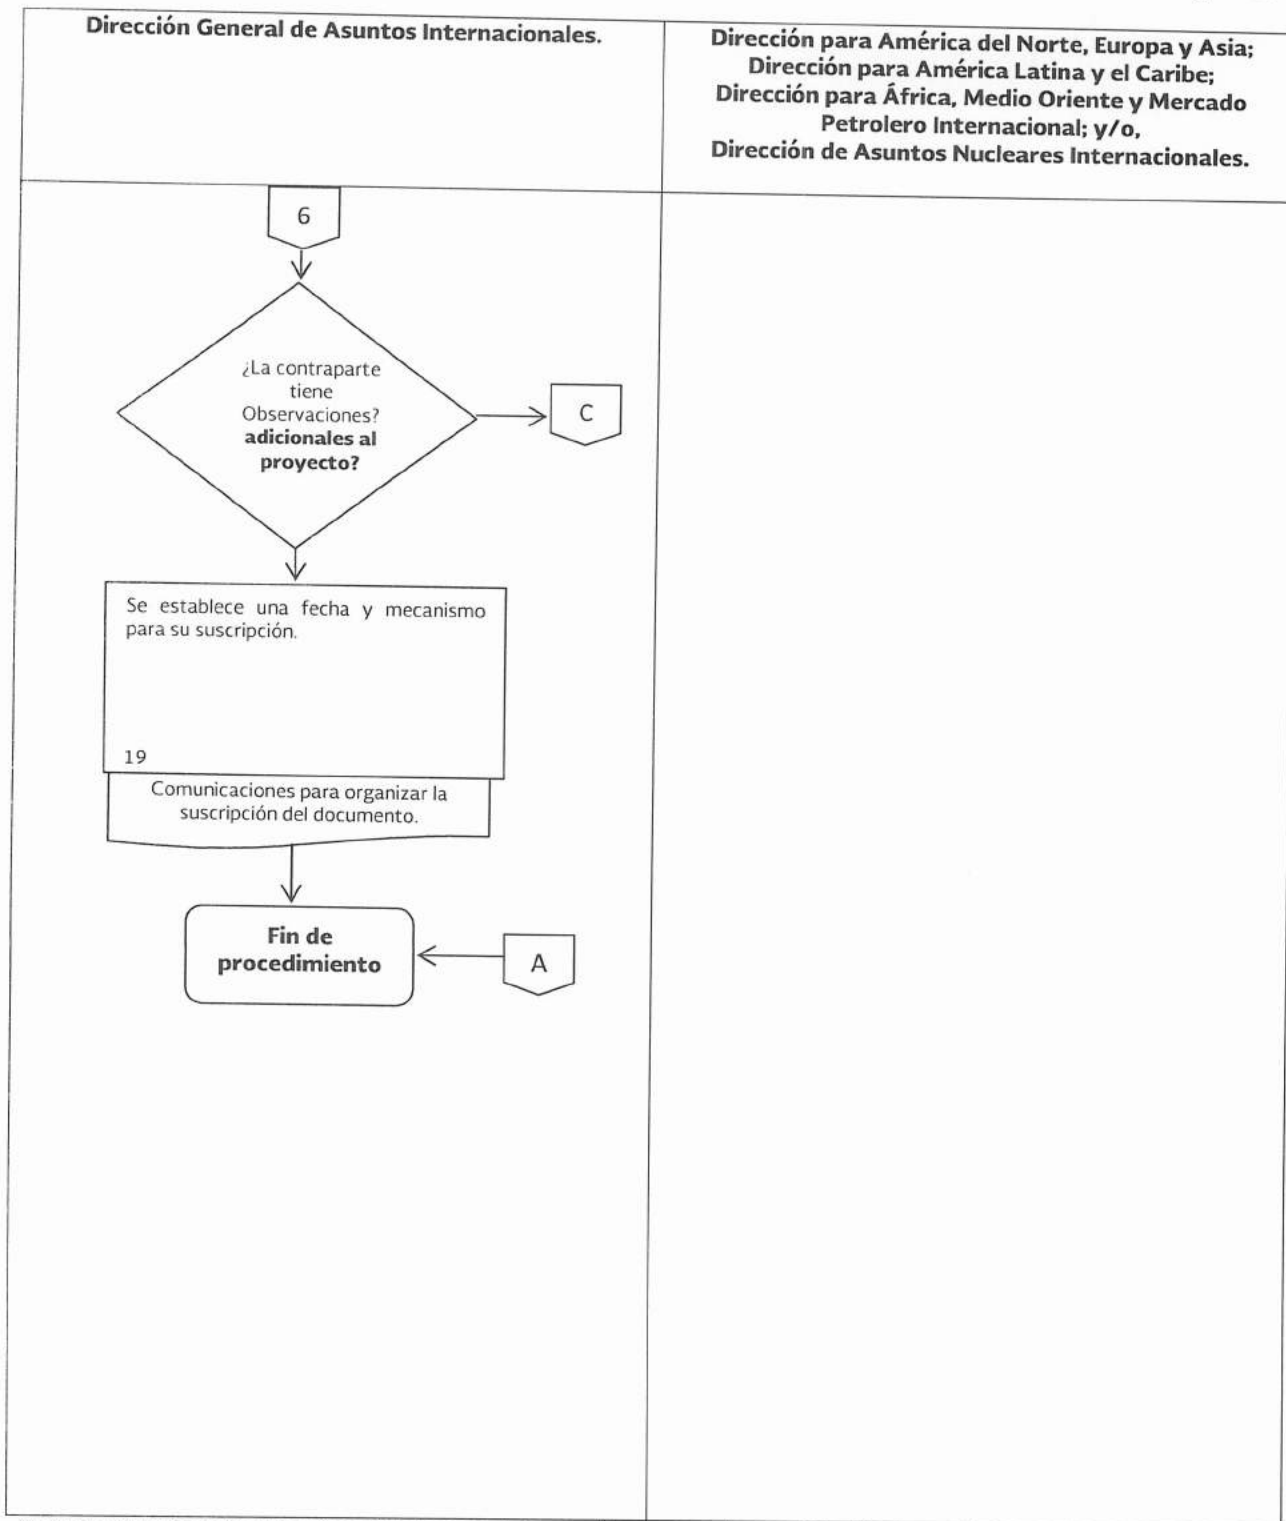 Dirección General de Asuntos Internacionales.
Dirección para América del Norte, Europa y Asia;
Dirección para América Latina y el Caribe;
Dirección para África, Medio Oriente y Mercado
Petrolero Internacional; y/o,
Dirección de Asuntos Nucleares Internacionales.
6
¿La contraparte
tiene
Observaciones?
adicionales al
proyecto?
C
Se establece una fecha y mecanismo
para su suscripción.
19
Comunicaciones para organizar la
suscripción del documento.
Fin de
procedimiento
A